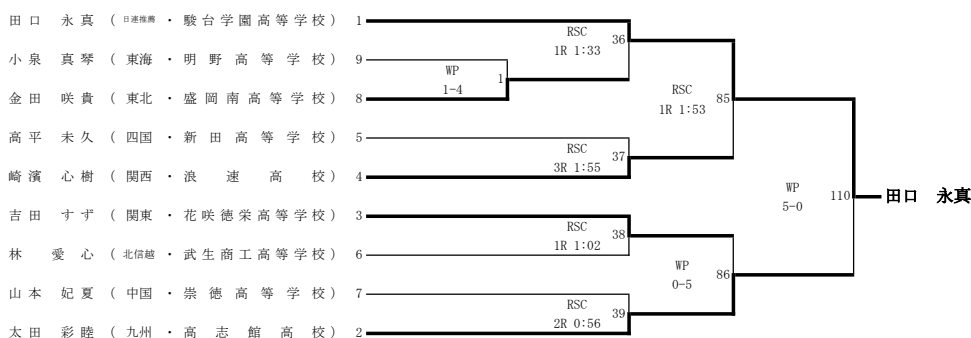 田口 永真 ( 日連推薦 ・ 駿台学園高等学校 ) 1
小泉 真琴 ( 東海 ・ 明野高等学校 ) 9
金田 咲貴 ( 東北 ・ 盛岡南高等学校 ) 8
高平 未久 ( 四国 ・ 新田高等学校 ) 5
崎濱 心樹 ( 関西 ・ 浪速高校 ) 4
吉田 すず ( 関東 ・ 花咲徳栄高等学校 ) 3
林 愛心 ( 北信越 ・ 武生商工高等学校 ) 6
山本 妃夏 ( 中国 ・ 崇徳高等学校 ) 7
太田 彩睦 ( 九州 ・ 高志館高校 ) 2
WP
1-4
1
RSC
1R 1:33
36
RSC
3R 1:55
37
RSC
1R 1:02
38
RSC
2R 0:56
39
RSC
1R 1:53
85
WP
0-5
86
WP
5-0
110
田口 永真